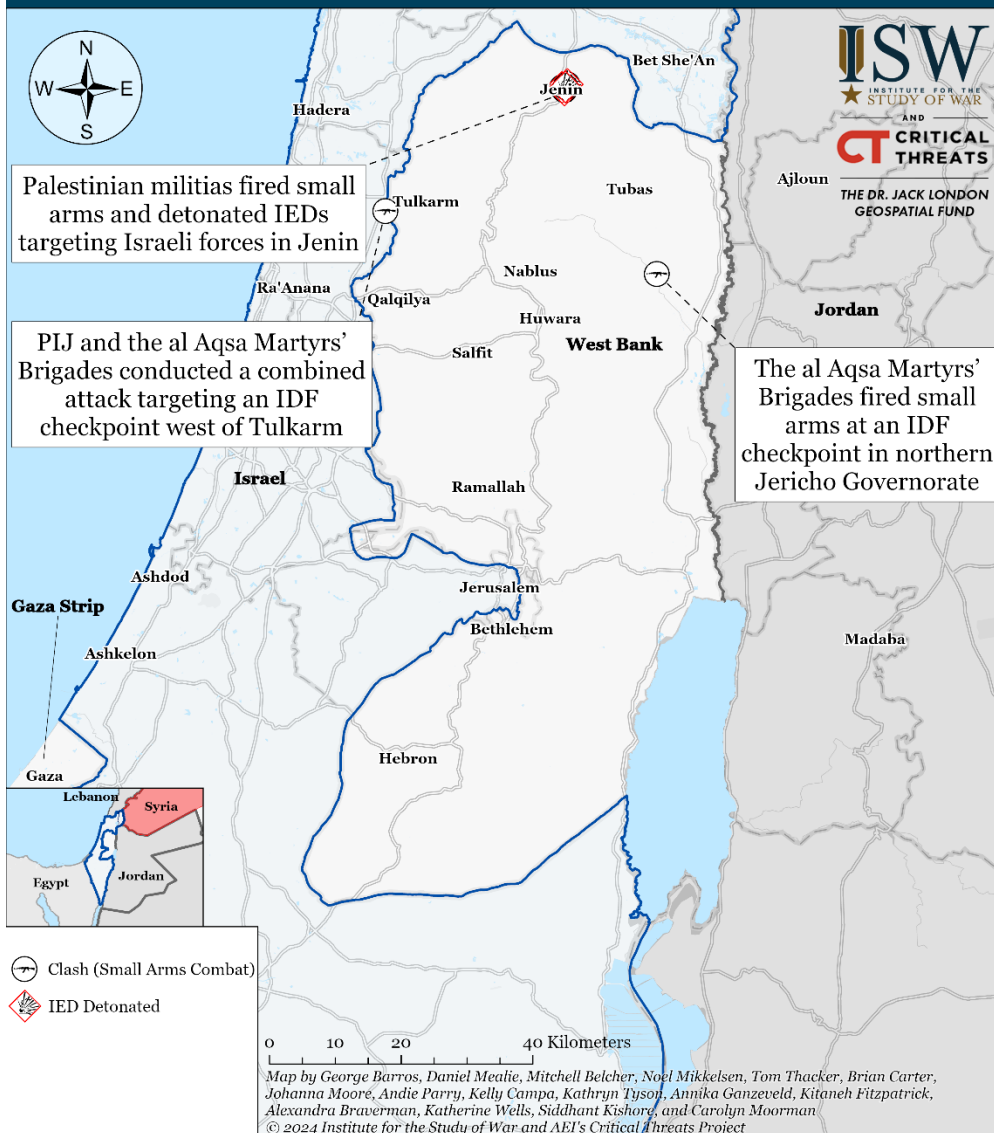 N
W
E
S
ISW
INSTITUTE FOR THE
STUDY OF WAR
AND
CT CRITICAL
THREATS
THE DR. JACK LONDON
GEOSPATIAL FUND
Bet She'An
Jenin
Hadera
Ajloun
Palestinian militias fired small
arms and detonated IEDs
targeting Israeli forces in Jenin
Tulkarm
Tubas
Nablus
Ra'Anana
Qalqilya
Huwara
Jordan
West Bank
Salfit
PIJ and the al Aqsa Martyrs’
Brigades conducted a combined
attack targeting an IDF
checkpoint west of Tulkarm
The al Aqsa Martyrs’
Brigades fired small
arms at an IDF
checkpoint in northern
Jericho Governorate
Israel
Ramallah
Ashdod
Jerusalem
Gaza Strip
Bethlehem
Madaba
Ashkelon
Hebron
Gaza
Lebanon
Syria
Egypt
Jordan
Clash (Small Arms Combat)
IED Detonated
0 10 20 40 Kilometers
Map by George Barros, Daniel Mealie, Mitchell Belcher, Noel Mikkelsen, Tom Thacker, Brian Carter,
Johanna Moore, Andie Parry, Kelly Campa, Kathryn Tyson, Annika Ganzeveld, Kitaneh Fitzpatrick,
Alexandra Braverman, Katherine Wells, Siddhant Kishore, and Carolyn Moorman
© 2024 Institute for the Study of War and AEI's Critical Threats Project